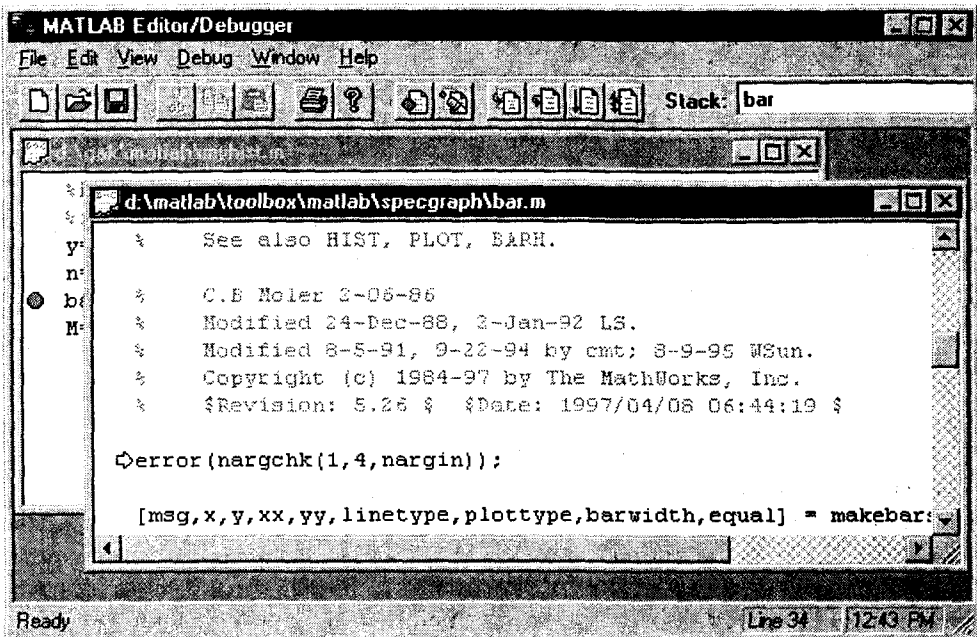 MATLAB Editor/Debugger
File Edit View Debug Window Help
Stack: bar
d:\matlab\toolbox\matlab\specgraph\bar.m
% See also HIST, PLOT, BARH.
y=
n=
% C.B Moler 2-06-86
ba
% Modified 24-Dec-88, 2-Jan-92 LS.
M=
% Modified 8-5-91, 9-22-94 by cmt; 8-9-95 WSun.
% Copyright (c) 1984-97 by The MathWorks, Inc.
% $Revision: 5.26 $ $Date: 1997/04/08 06:44:19 $
error(nargchk(1,4,nargin));
[msg,x,y,xx,yy,linetype,plottype,barwidth,equal] = makebars
Ready Line 34 12:43 PM